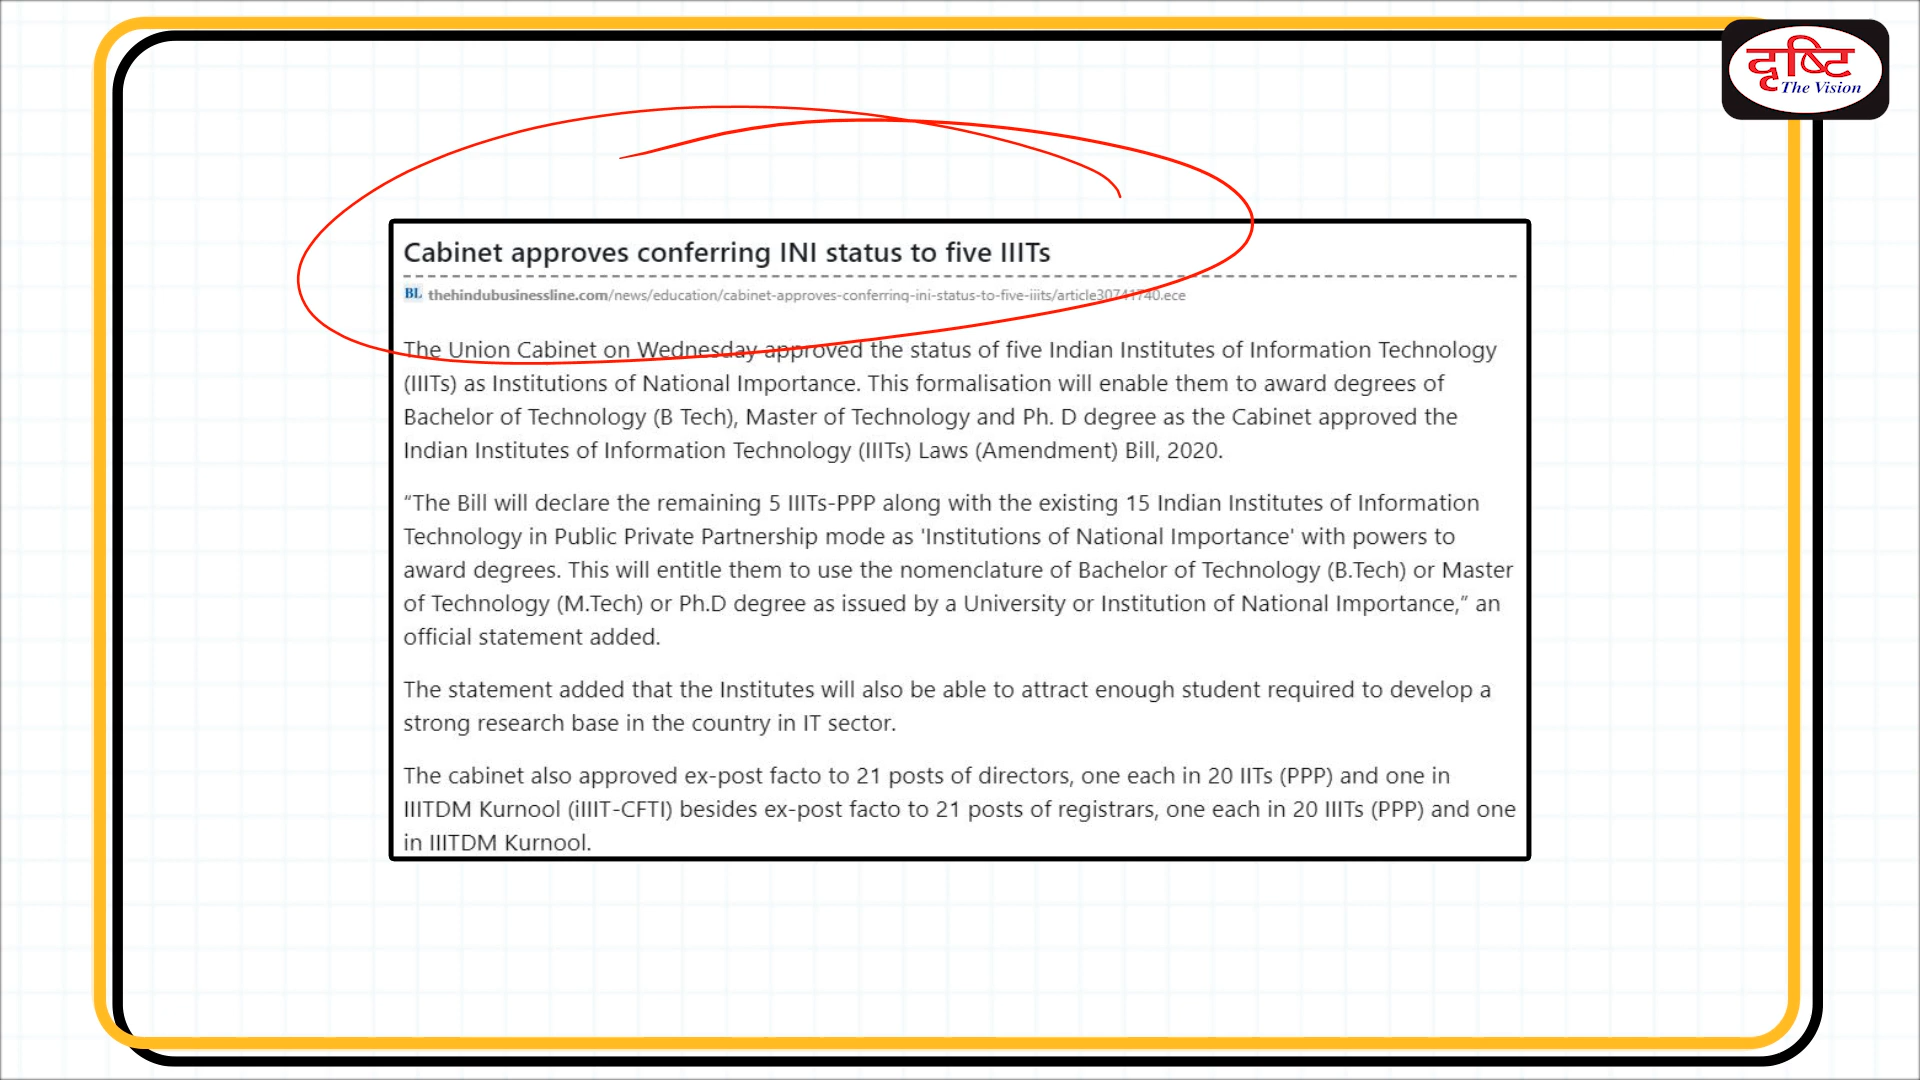 दृष्टि
The Vision
Cabinet approves conferring INI status to five IIITs
BL thehindubusinessline.com/news/education/cabinet-approves-conferring-ini-status-to-five-iiits/article30741740.ece
The Union Cabinet on Wednesday approved the status of five Indian Institutes of Information Technology
(IIITs) as Institutions of National Importance. This formalisation will enable them to award degrees of
Bachelor of Technology (B Tech), Master of Technology and Ph. D degree as the Cabinet approved the
Indian Institutes of Information Technology (IIITs) Laws (Amendment) Bill, 2020.
“The Bill will declare the remaining 5 IIITs-PPP along with the existing 15 Indian Institutes of Information
Technology in Public Private Partnership mode as 'Institutions of National Importance' with powers to
award degrees. This will entitle them to use the nomenclature of Bachelor of Technology (B.Tech) or Master
of Technology (M.Tech) or Ph.D degree as issued by a University or Institution of National Importance,” an
official statement added.
The statement added that the Institutes will also be able to attract enough student required to develop a
strong research base in the country in IT sector.
The cabinet also approved ex-post facto to 21 posts of directors, one each in 20 IITs (PPP) and one in
IIITDM Kurnool (iIIIT-CFTI) besides ex-post facto to 21 posts of registrars, one each in 20 IIITs (PPP) and one
in IIITDM Kurnool.